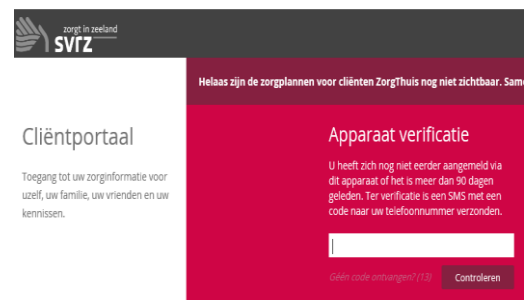 zorgt in zeeland
svrz
Helaas zijn de zorgplannen voor cliënten ZorgThuis nog niet zichtbaar. Same
Cliëntportaal
Toegang tot uw zorginformatie voor
uzelf, uw familie, uw vrienden en uw
kennissen.
Apparaat verificatie
U heeft zich nog niet eerder aangemeld via
dit apparaat of het is meer dan 90 dagen
geleden. Ter verificatie is een SMS met een
code naar uw telefoonnummer verzonden.
Géén code ontvangen? (13)
Controleren